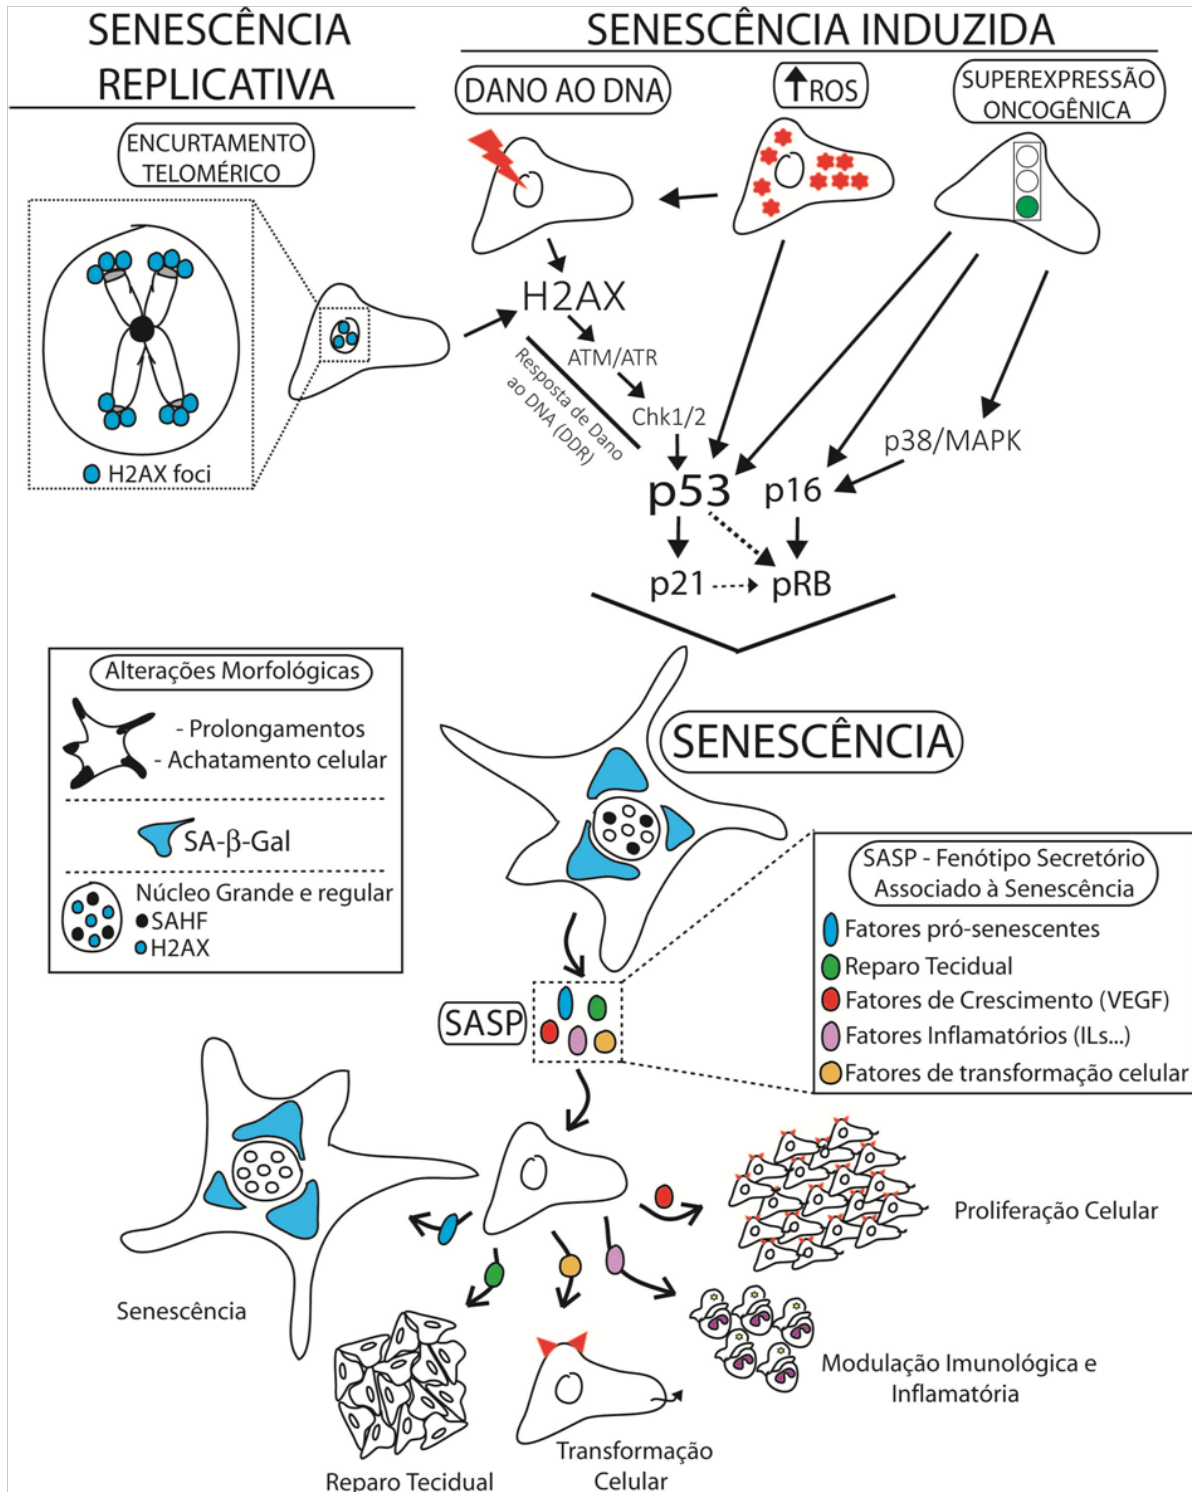 SENESCÊNCIA
REPLICATIVA
SENESCÊNCIA INDUZIDA
ENCURTAMENTO
TELOMÉRICO
DANO AO DNA
ROS
SUPEREXPRESSÃO
ONCOGÊNICA
H2AX foci
H2AX
ATM/ATR
Chk1/2
Resposta de Dano
ao DNA (DDR)
p38/MAPK
p53
p16
p21
pRB
Alterações Morfológicas
- Prolongamentos
- Achatamento celular
SA-β-Gal
Núcleo Grande e regular
SAHF
H2AX
SENESCÊNCIA
SASP
SASP - Fenótipo Secretório
Associado à Senescência
Fatores pró-senescentes
Reparo Tecidual
Fatores de Crescimento (VEGF)
Fatores Inflamatórios (ILs...)
Fatores de transformação celular
Senescência
Reparo Tecidual
Transformação
Celular
Modulação Imunológica e
Inflamatória
Proliferação Celular